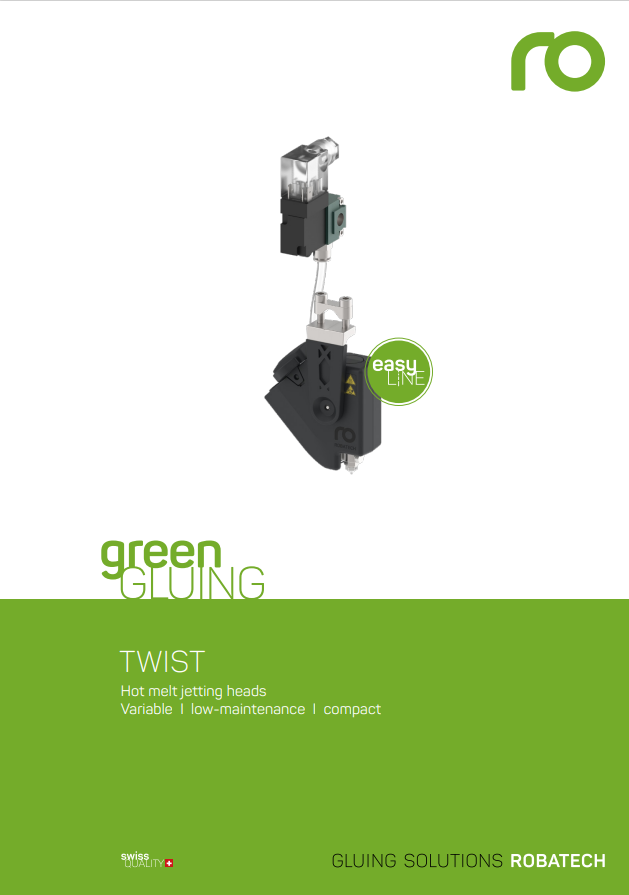 ro
easy
LINE
ro
green
GLUING
TWIST
Hot melt jetting heads
Variable | low-maintenance | compact
swiss
QUALITY
GLUING SOLUTIONS ROBATECH